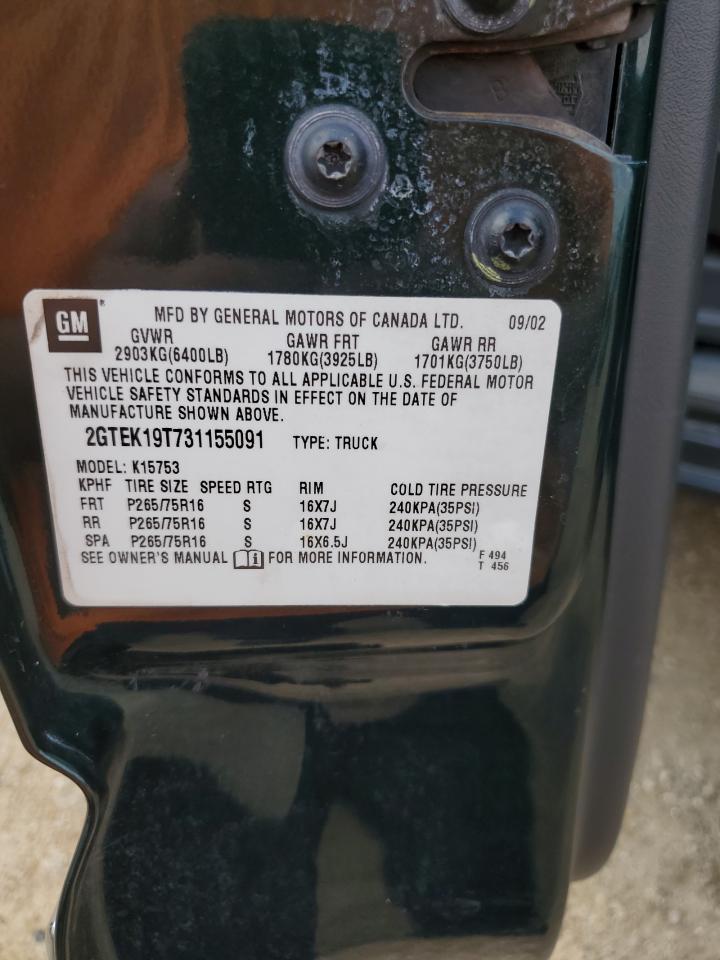 B
GM ® MFD BY GENERAL MOTORS OF CANADA LTD. 09/02
GVWR GAWR FRT GAWR RR
2903KG(6400LB) 1780KG(3925LB) 1701KG(3750LB)
THIS VEHICLE CONFORMS TO ALL APPLICABLE U.S. FEDERAL MOTOR
VEHICLE SAFETY STANDARDS IN EFFECT ON THE DATE OF
MANUFACTURE SHOWN ABOVE.
2GTEK19T731155091 TYPE: TRUCK
MODEL: K15753
KPHF TIRE SIZE SPEED RTG RIM COLD TIRE PRESSURE
FRT P265/75R16 S 16X7J 240KPA(35PSI)
RR P265/75R16 S 16X7J 240KPA(35PSI)
SPA P265/75R16 S 16X6.5J 240KPA(35PSI)
SEE OWNER'S MANUAL i FOR MORE INFORMATION. F 494
T 456